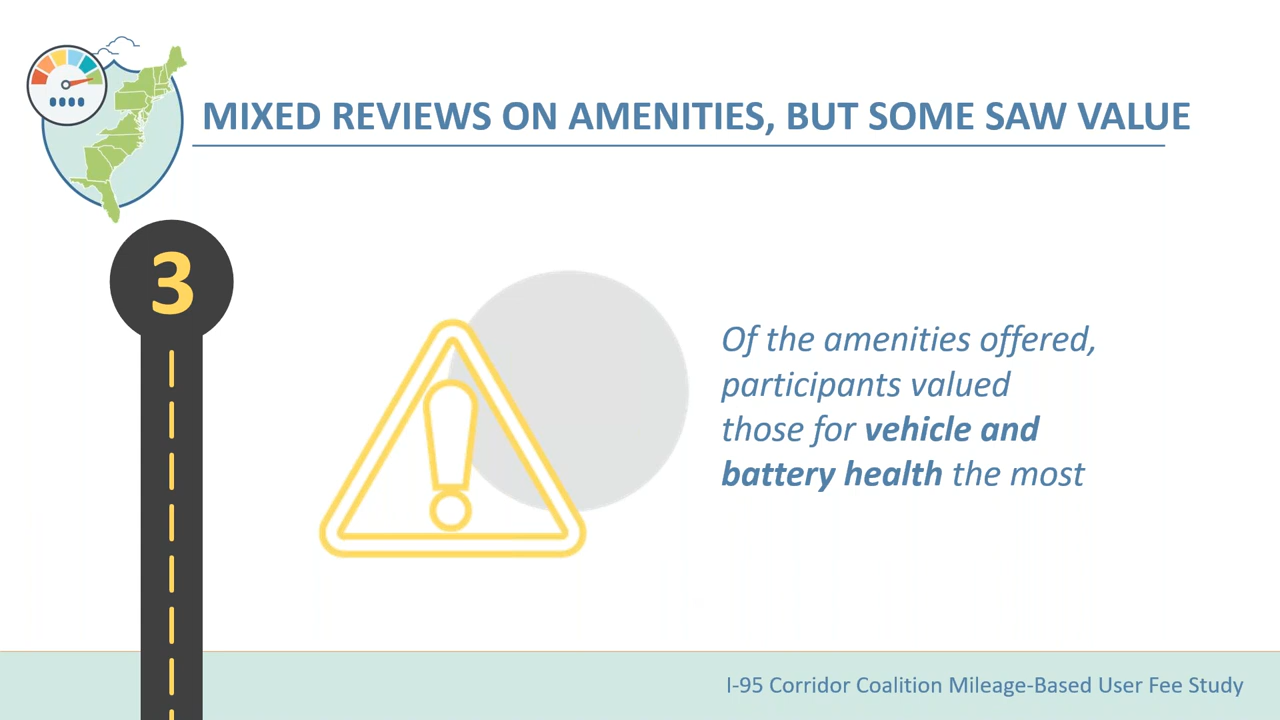 MIXED REVIEWS ON AMENITIES, BUT SOME SAW VALUE
3
Of the amenities offered,
participants valued
those for vehicle and
battery health the most
I-95 Corridor Coalition Mileage-Based User Fee Study